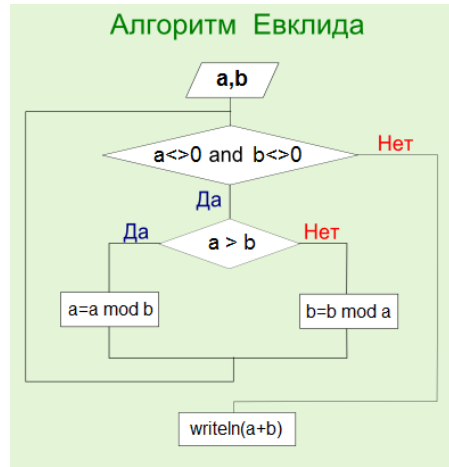 Алгоритм Евклида
a,b
a<>0 and b<>0
Нет
Да
Да
a > b
Нет
a=a mod b
b=b mod a
writeln(a+b)